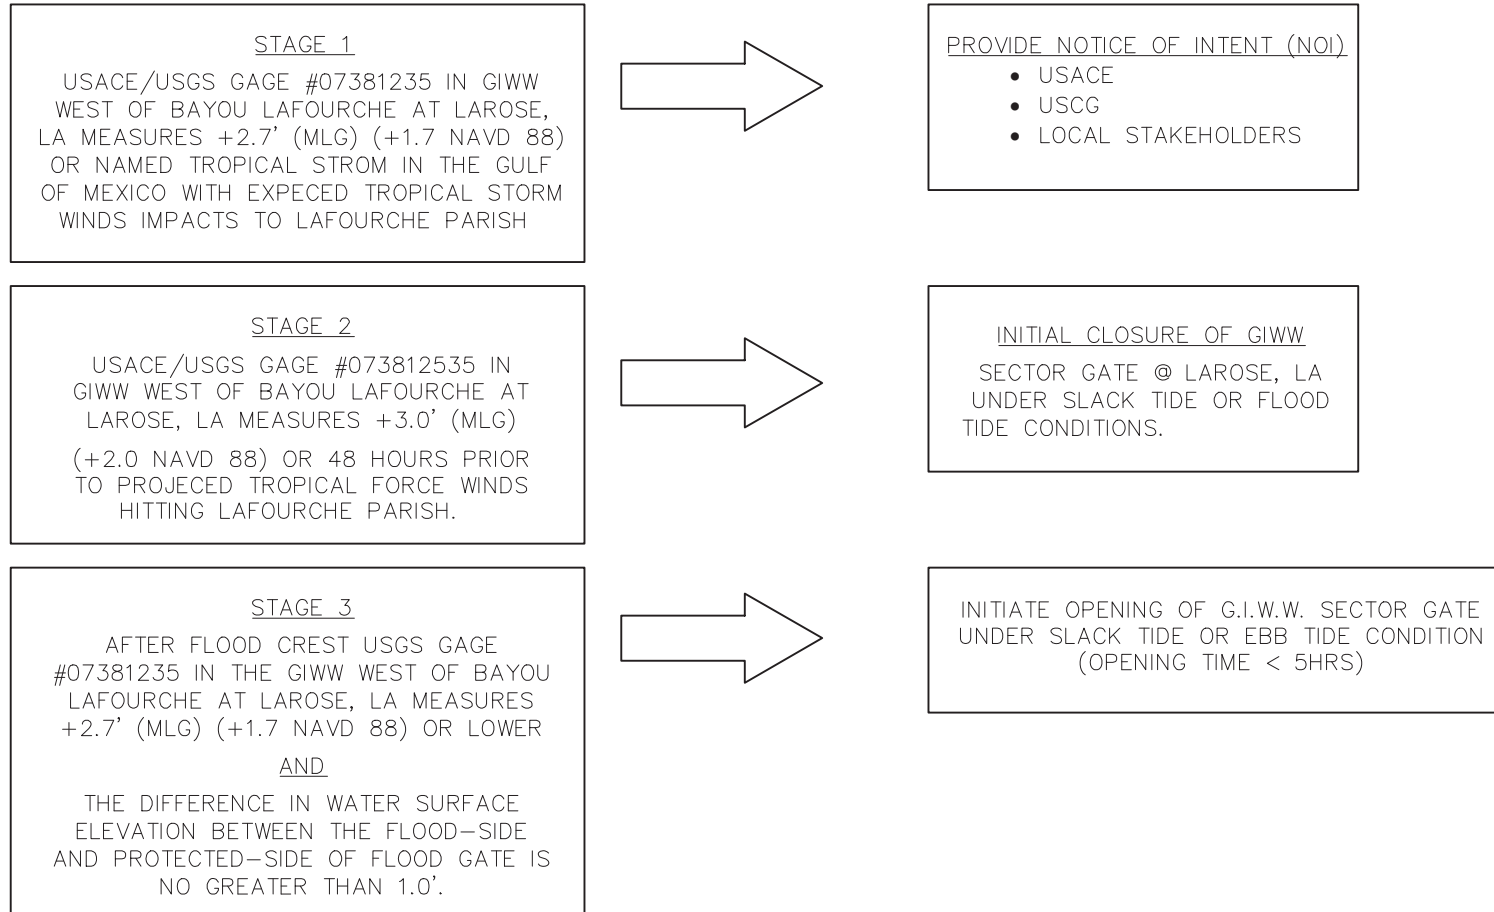 STAGE 1
USACE/USGS GAGE #07381235 IN GIWW
WEST OF BAYOU LAFOURCHE AT LAROSE,
LA MEASURES +2.7' (MLG) (+1.7 NAVD 88)
OR NAMED TROPICAL STROM IN THE GULF
OF MEXICO WITH EXPECED TROPICAL STORM
WINDS IMPACTS TO LAFOURCHE PARISH
PROVIDE NOTICE OF INTENT (NOI)
• USACE
• USCG
• LOCAL STAKEHOLDERS
STAGE 2
USACE/USGS GAGE #073812535 IN
GIWW WEST OF BAYOU LAFOURCHE AT
LAROSE, LA MEASURES +3.0' (MLG)
(+2.0 NAVD 88) OR 48 HOURS PRIOR
TO PROJECED TROPICAL FORCE WINDS
HITTING LAFOURCHE PARISH.
INITIAL CLOSURE OF GIWW
SECTOR GATE @ LAROSE, LA
UNDER SLACK TIDE OR FLOOD
TIDE CONDITIONS.
STAGE 3
AFTER FLOOD CREST USGS GAGE
#07381235 IN THE GIWW WEST OF BAYOU
LAFOURCHE AT LAROSE, LA MEASURES
+2.7' (MLG) (+1.7 NAVD 88) OR LOWER
AND
THE DIFFERENCE IN WATER SURFACE
ELEVATION BETWEEN THE FLOOD-SIDE
AND PROTECTED-SIDE OF FLOOD GATE IS
NO GREATER THAN 1.0'.
INITIATE OPENING OF G.I.W.W. SECTOR GATE
UNDER SLACK TIDE OR EBB TIDE CONDITION
(OPENING TIME < 5HRS)